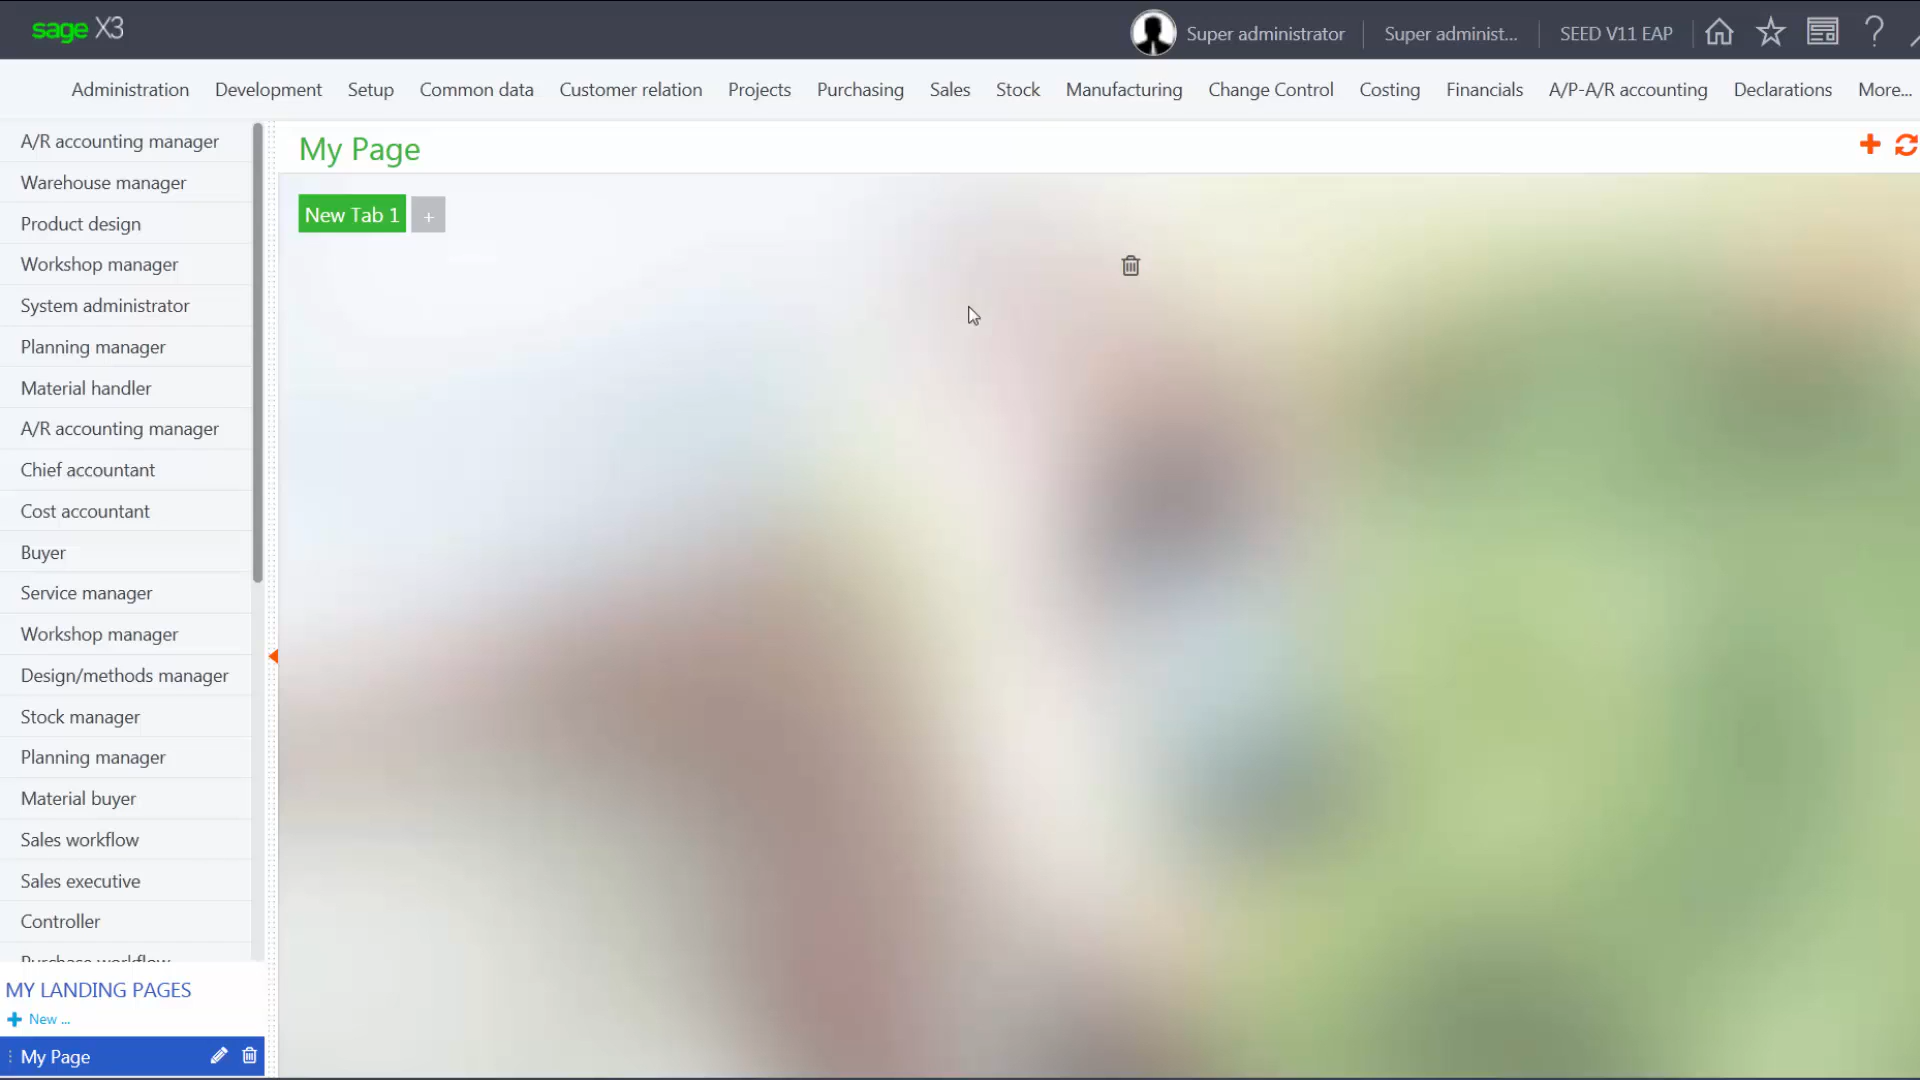 sage X3
Super administrator
Super administ...
SEED V11 EAP
Administration
Development
Setup
Common data
Customer relation
Projects
Purchasing
Sales
Stock
Manufacturing
Change Control
Costing
Financials
A/P-A/R accounting
Declarations
More...
A/R accounting manager
Warehouse manager
Product design
Workshop manager
System administrator
Planning manager
Material handler
A/R accounting manager
Chief accountant
Cost accountant
Buyer
Service manager
Workshop manager
Design/methods manager
Stock manager
Planning manager
Material buyer
Sales workflow
Sales executive
Controller
Purchase workflow
MY LANDING PAGES
New ...
My Page
My Page
New Tab 1